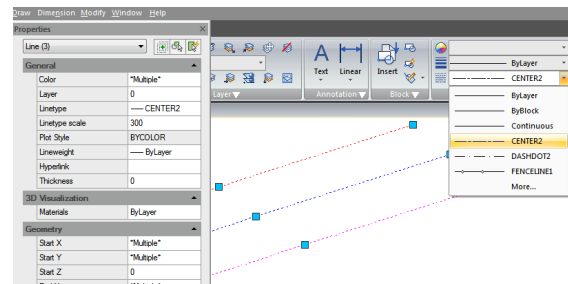 Draw Dimension Modify Window Help
Properties
Line (3)
General
Color *Multiple*
Layer 0
Linetype CENTER2
Linetype scale 300
Plot Style BYCOLOR
Lineweight ByLayer
Hyperlink
Thickness 0
3D Visualization
Materials ByLayer
Geometry
Start X *Multiple*
Start Y *Multiple*
Start Z 0
Layer
Text Linear
Annotation
Insert
Block
ByLayer
CENTER2
ByLayer
ByBlock
Continuous
CENTER2
DASHDOT2
FENCELINE1
More...